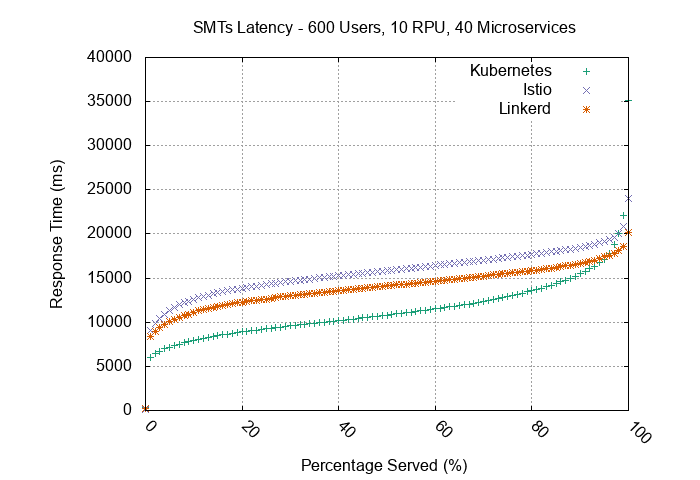 SMTs Latency - 600 Users, 10 RPU, 40 Microservices
40000
35000
30000
25000
20000
15000
10000
5000
0
Response Time (ms)
Kubernetes
Istio
Linkerd
0
20
40
60
80
100
Percentage Served (%)